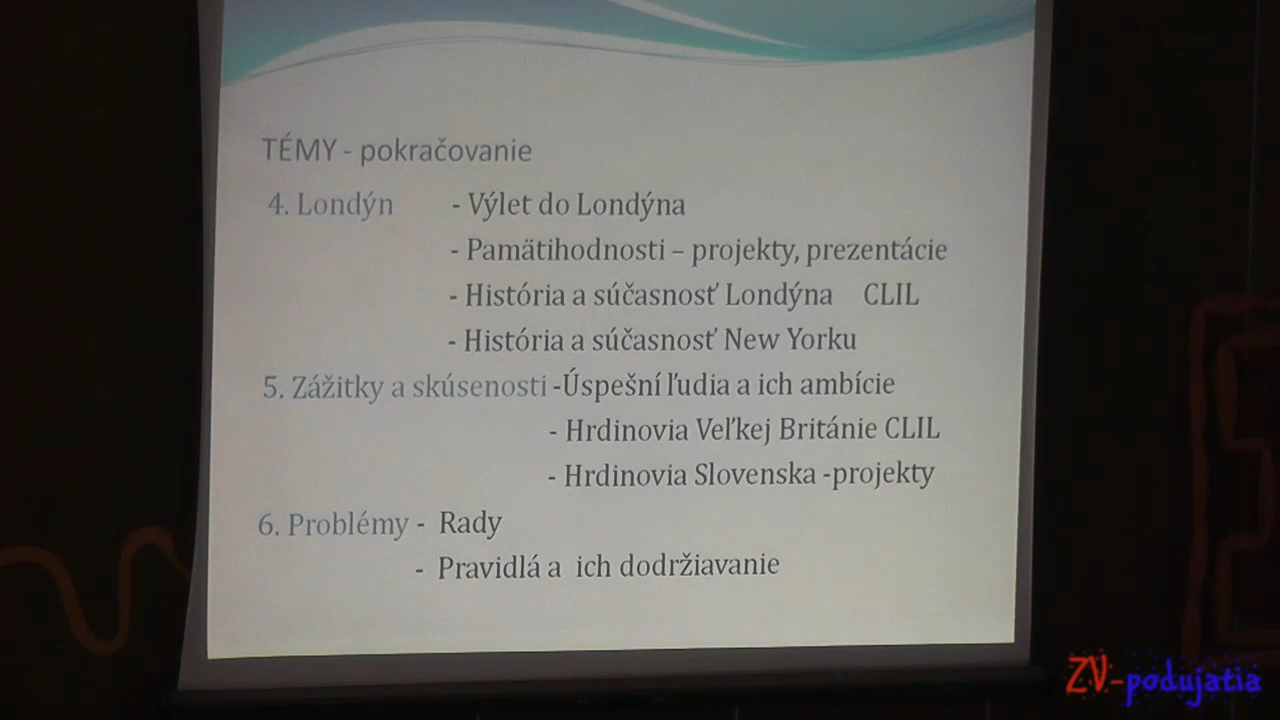 TÉMY - pokračovanie
4. Londýn - Výlet do Londýna
- Pamätihodnosti – projekty, prezentácie
- História a súčasnosť Londýna CLIL
- História a súčasnosť New Yorku
5. Zážitky a skúsenosti -Úspešní ľudia a ich ambície
- Hrdinovia Veľkej Británie CLIL
- Hrdinovia Slovenska -projekty
6. Problémy - Rady
- Pravidlá a ich dodržiavanie
ZV-podujatia